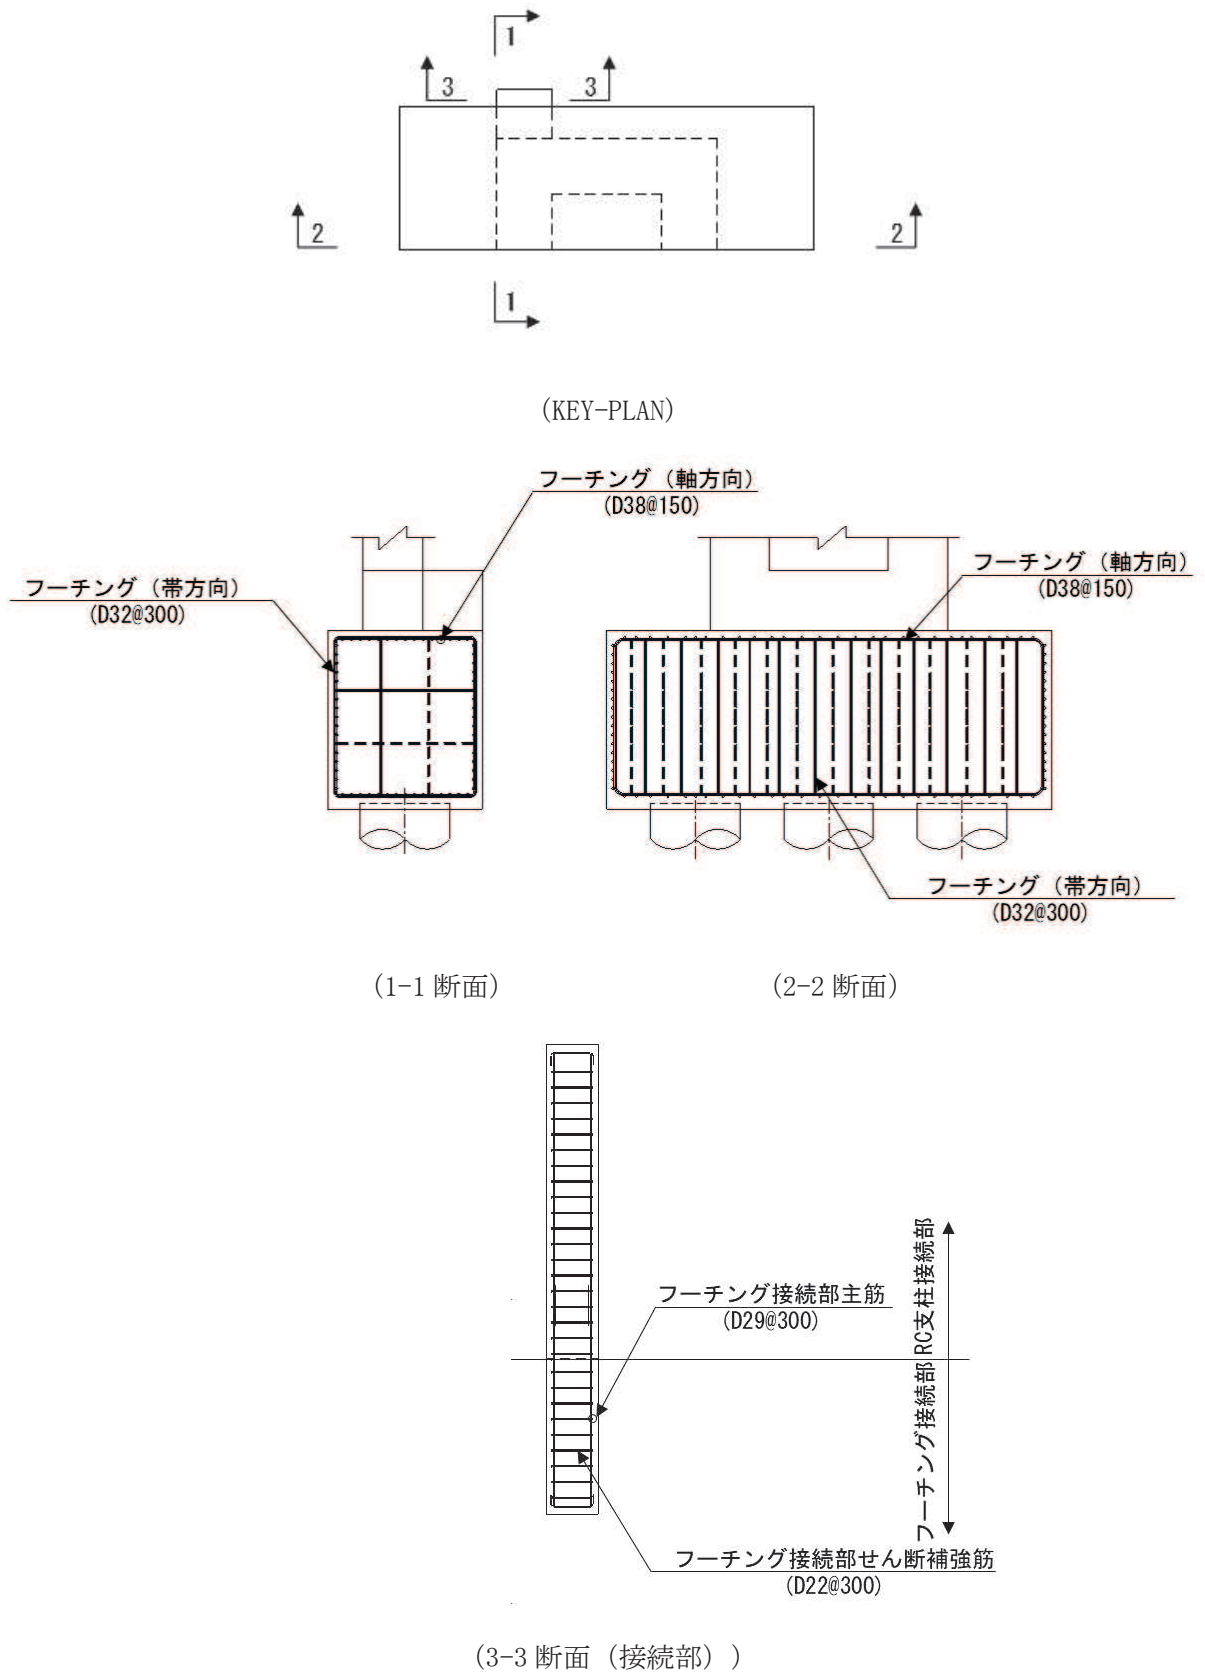 1
3
3
2
2
1
(KEY-PLAN)
フーチング（軸方向）
(D38@150)
フーチング（軸方向）
(D38@150)
フーチング（帯方向）
(D32@300)
フーチング（帯方向）
(D32@300)
(1-1 断面)
(2-2 断面)
RC支柱接続部
フーチング接続部
フーチング接続部主筋
(D29@300)
フーチング接続部せん断補強筋
(D22@300)
(3-3 断面（接続部）)